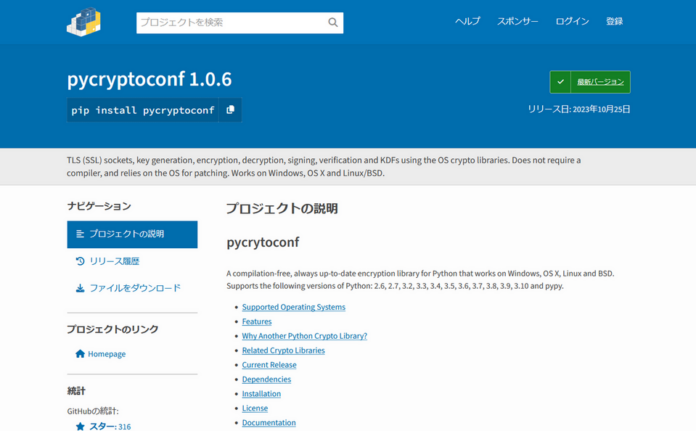 プロジェクトを検索
ヘルプ
スポンサー
ログイン
登録
pycryptoconf 1.0.6
pip install pycryptoconf
最新バージョン
リリース日: 2023年10月25日
TLS (SSL) sockets, key generation, encryption, decryption, signing, verification and KDFs using the OS crypto libraries. Does not require a
compiler, and relies on the OS for patching. Works on Windows, OS X and Linux/BSD.
ナビゲーション
プロジェクトの説明
リリース履歴
ファイルをダウンロード
プロジェクトのリンク
Homepage
統計
GitHubの統計:
スター: 316
プロジェクトの説明
pycrytoconf
A compilation-free, always up-to-date encryption library for Python that works on Windows, OS X, Linux and BSD.
Supports the following versions of Python: 2.6, 2.7, 3.2, 3.3, 3.4, 3.5, 3.6, 3.7, 3.8, 3.9, 3.10 and pypy.
Supported Operating Systems
Features
Why Another Python Crypto Library?
Related Crypto Libraries
Current Release
Dependencies
Installation
License
Documentation